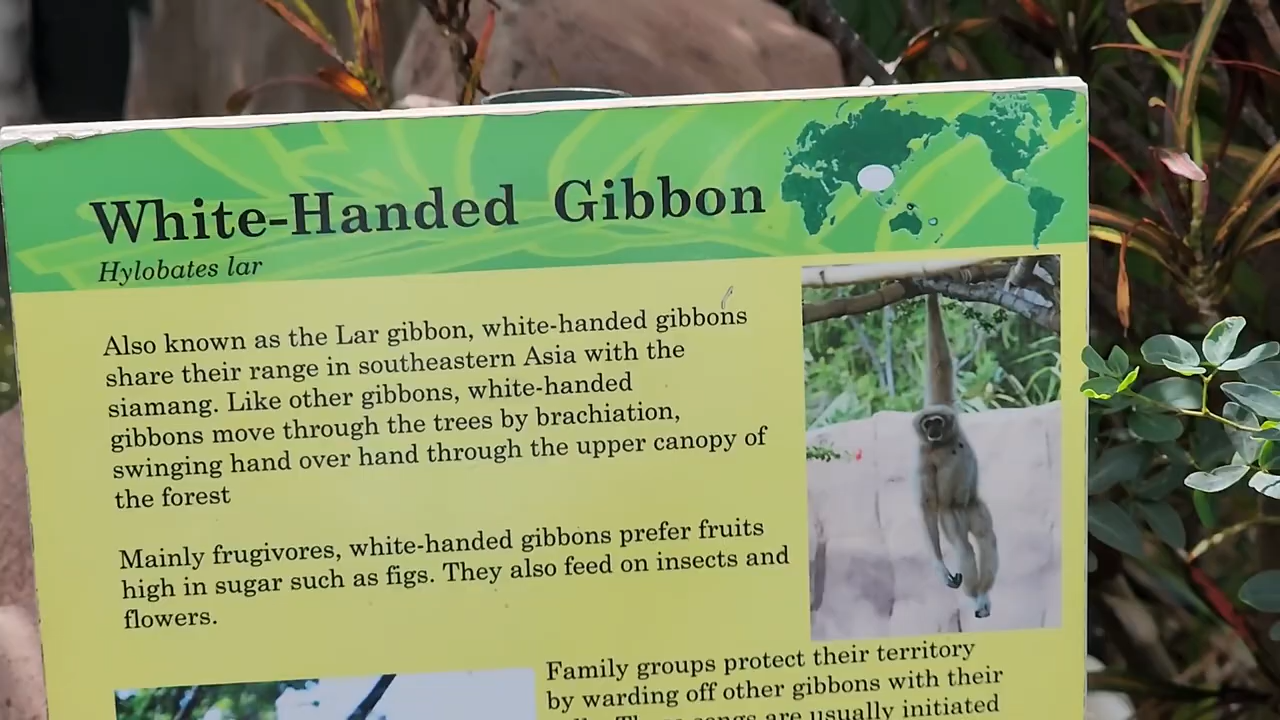 White-Handed Gibbon
Hylobates lar
Also known as the Lar gibbon, white-handed gibbons
share their range in southeastern Asia with the
siamang. Like other gibbons, white-handed
gibbons move through the trees by brachiation,
swinging hand over hand through the upper canopy of
the forest
Mainly frugivores, white-handed gibbons prefer fruits
high in sugar such as figs. They also feed on insects and
flowers.
Family groups protect their territory
by warding off other gibbons with their
songs are usually initiated